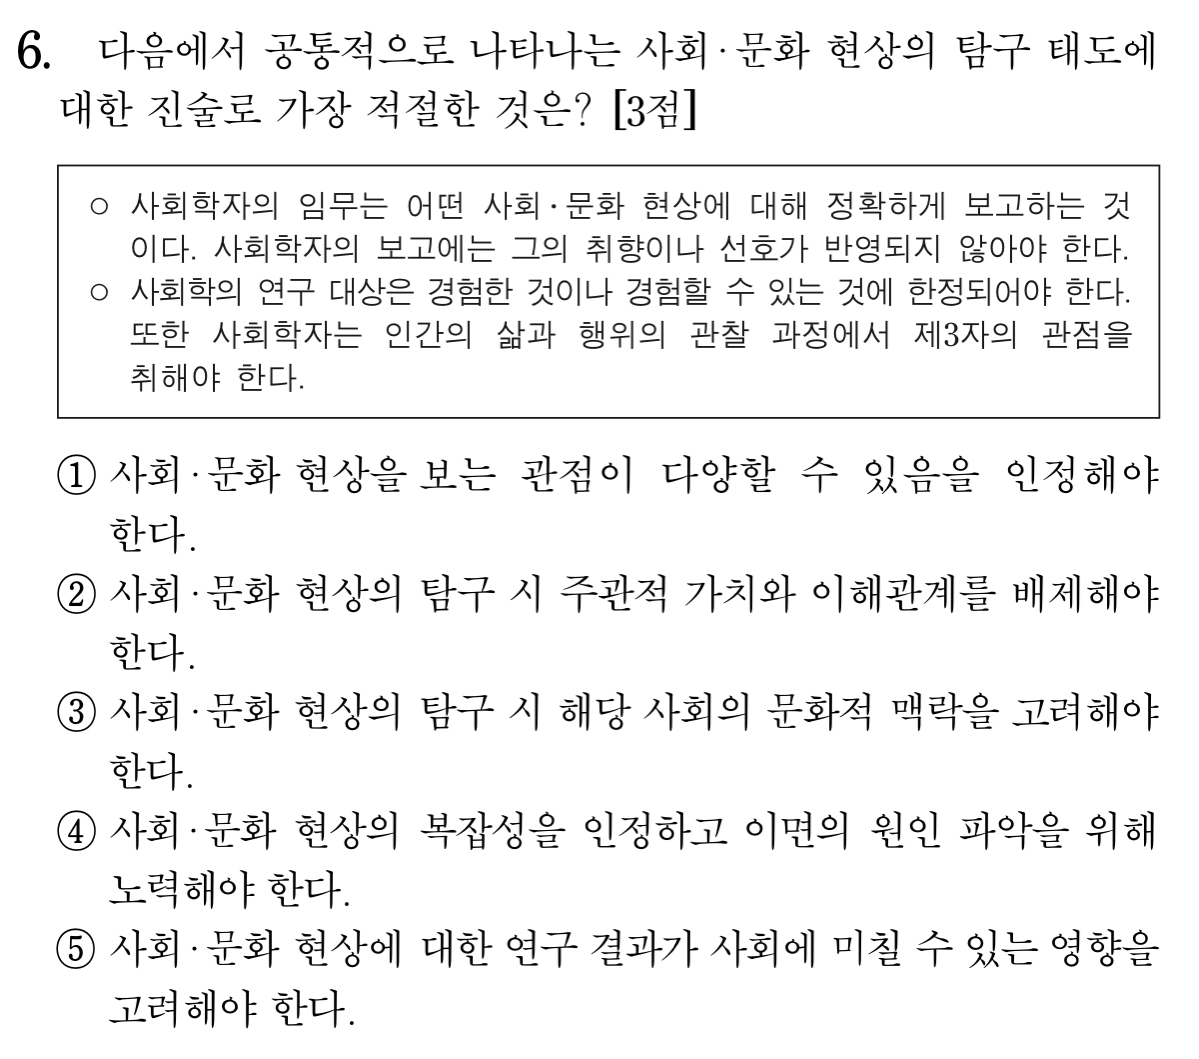 6. 다음에서 공통적으로 나타나는 사회·문화 현상의 탐구 태도에
대한 진술로 가장 적절한 것은? [3점]
○ 사회학자의 임무는 어떤 사회·문화 현상에 대해 정확하게 보고하는 것
이다. 사회학자의 보고에는 그의 취향이나 선호가 반영되지 않아야 한다.
○ 사회학의 연구 대상은 경험한 것이나 경험할 수 있는 것에 한정되어야 한다.
또한 사회학자는 인간의 삶과 행위의 관찰 과정에서 제3자의 관점을
취해야 한다.
① 사회·문화 현상을 보는 관점이 다양할 수 있음을 인정해야
한다.
② 사회·문화 현상의 탐구 시 주관적 가치와 이해관계를 배제해야
한다.
③ 사회·문화 현상의 탐구 시 해당 사회의 문화적 맥락을 고려해야
한다.
④ 사회·문화 현상의 복잡성을 인정하고 이면의 원인 파악을 위해
노력해야 한다.
⑤ 사회·문화 현상에 대한 연구 결과가 사회에 미칠 수 있는 영향을
고려해야 한다.